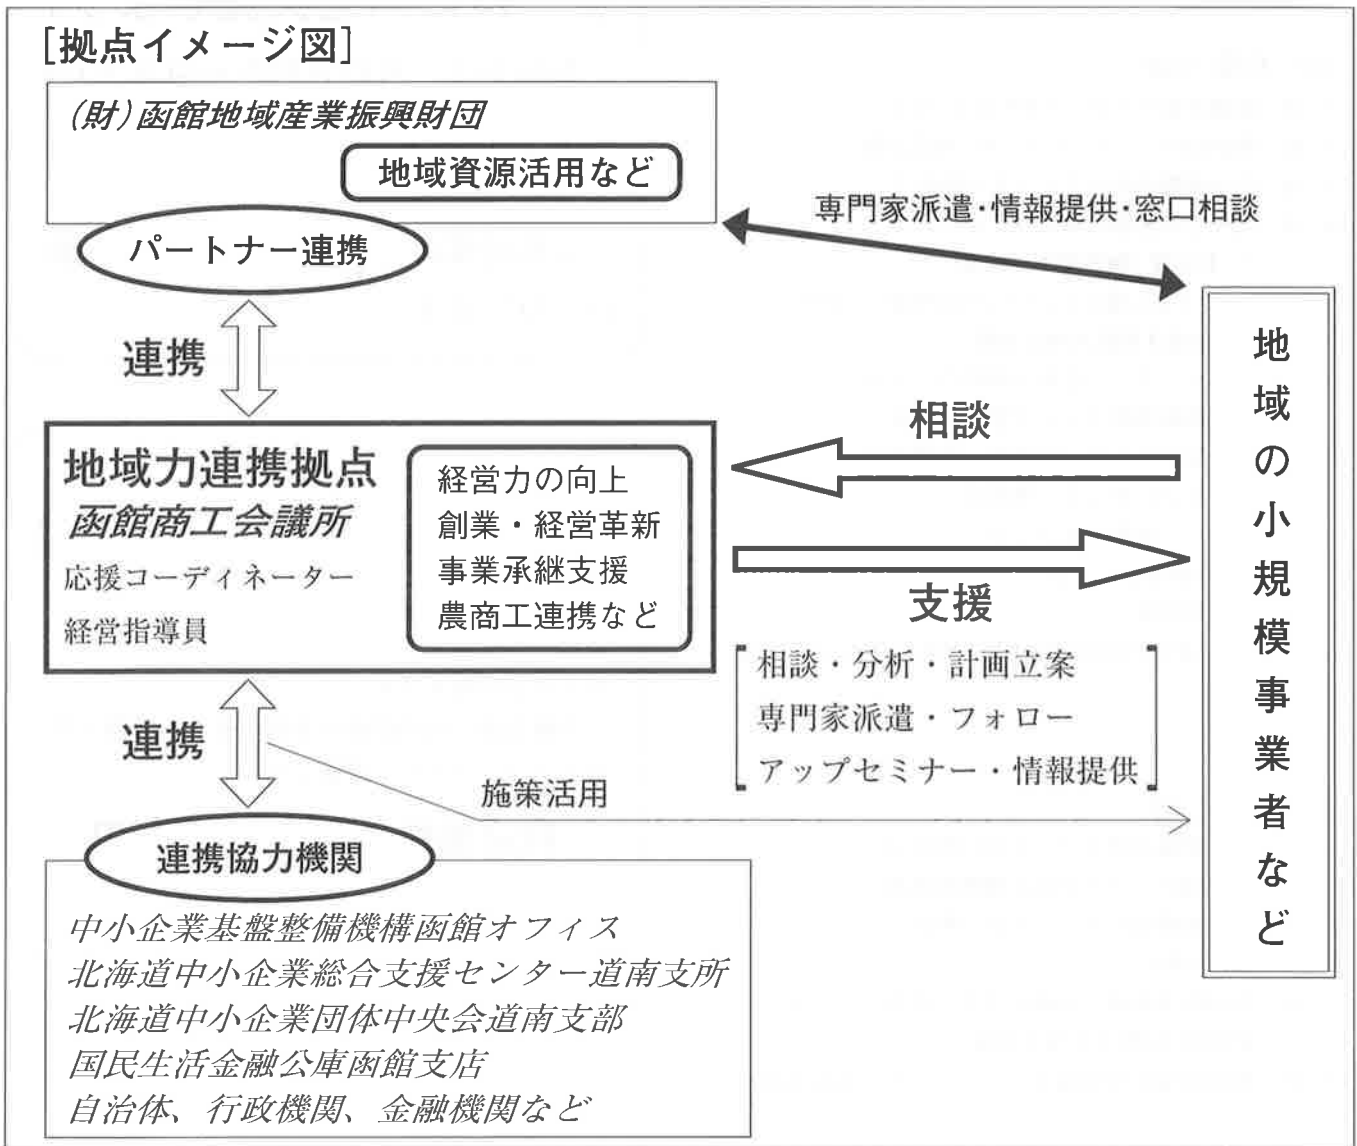 [拠点イメージ図]
(財)函館地域産業振興財団
地域資源活用など
専門家派遣・情報提供・窓口相談
パートナー連携
連携
地域力連携拠点
函館商工会議所
応援コーディネーター
経営指導員
経営力の向上
創業・経営革新
事業承継支援
農商工連携など
相談
支援
相談・分析・計画立案
専門家派遣・フォロー
アップセミナー・情報提供
地域の小規模事業者など
連携
施策活用
連携協力機関
中小企業基盤整備機構函館オフィス
北海道中小企業総合支援センター道南支所
北海道中小企業団体中央会道南支部
国民生活金融公庫函館支店
自治体、行政機関、金融機関など